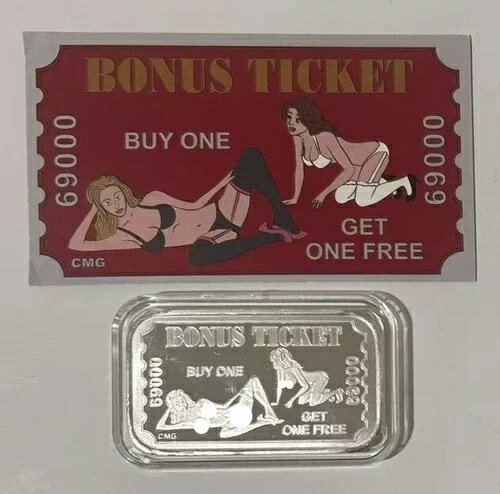 BONUS TICKET
69000
BUY ONE
69000
GET
ONE FREE
CMG
BONUS TICKET
69000
BUY ONE
69000
GET
ONE FREE
CMG